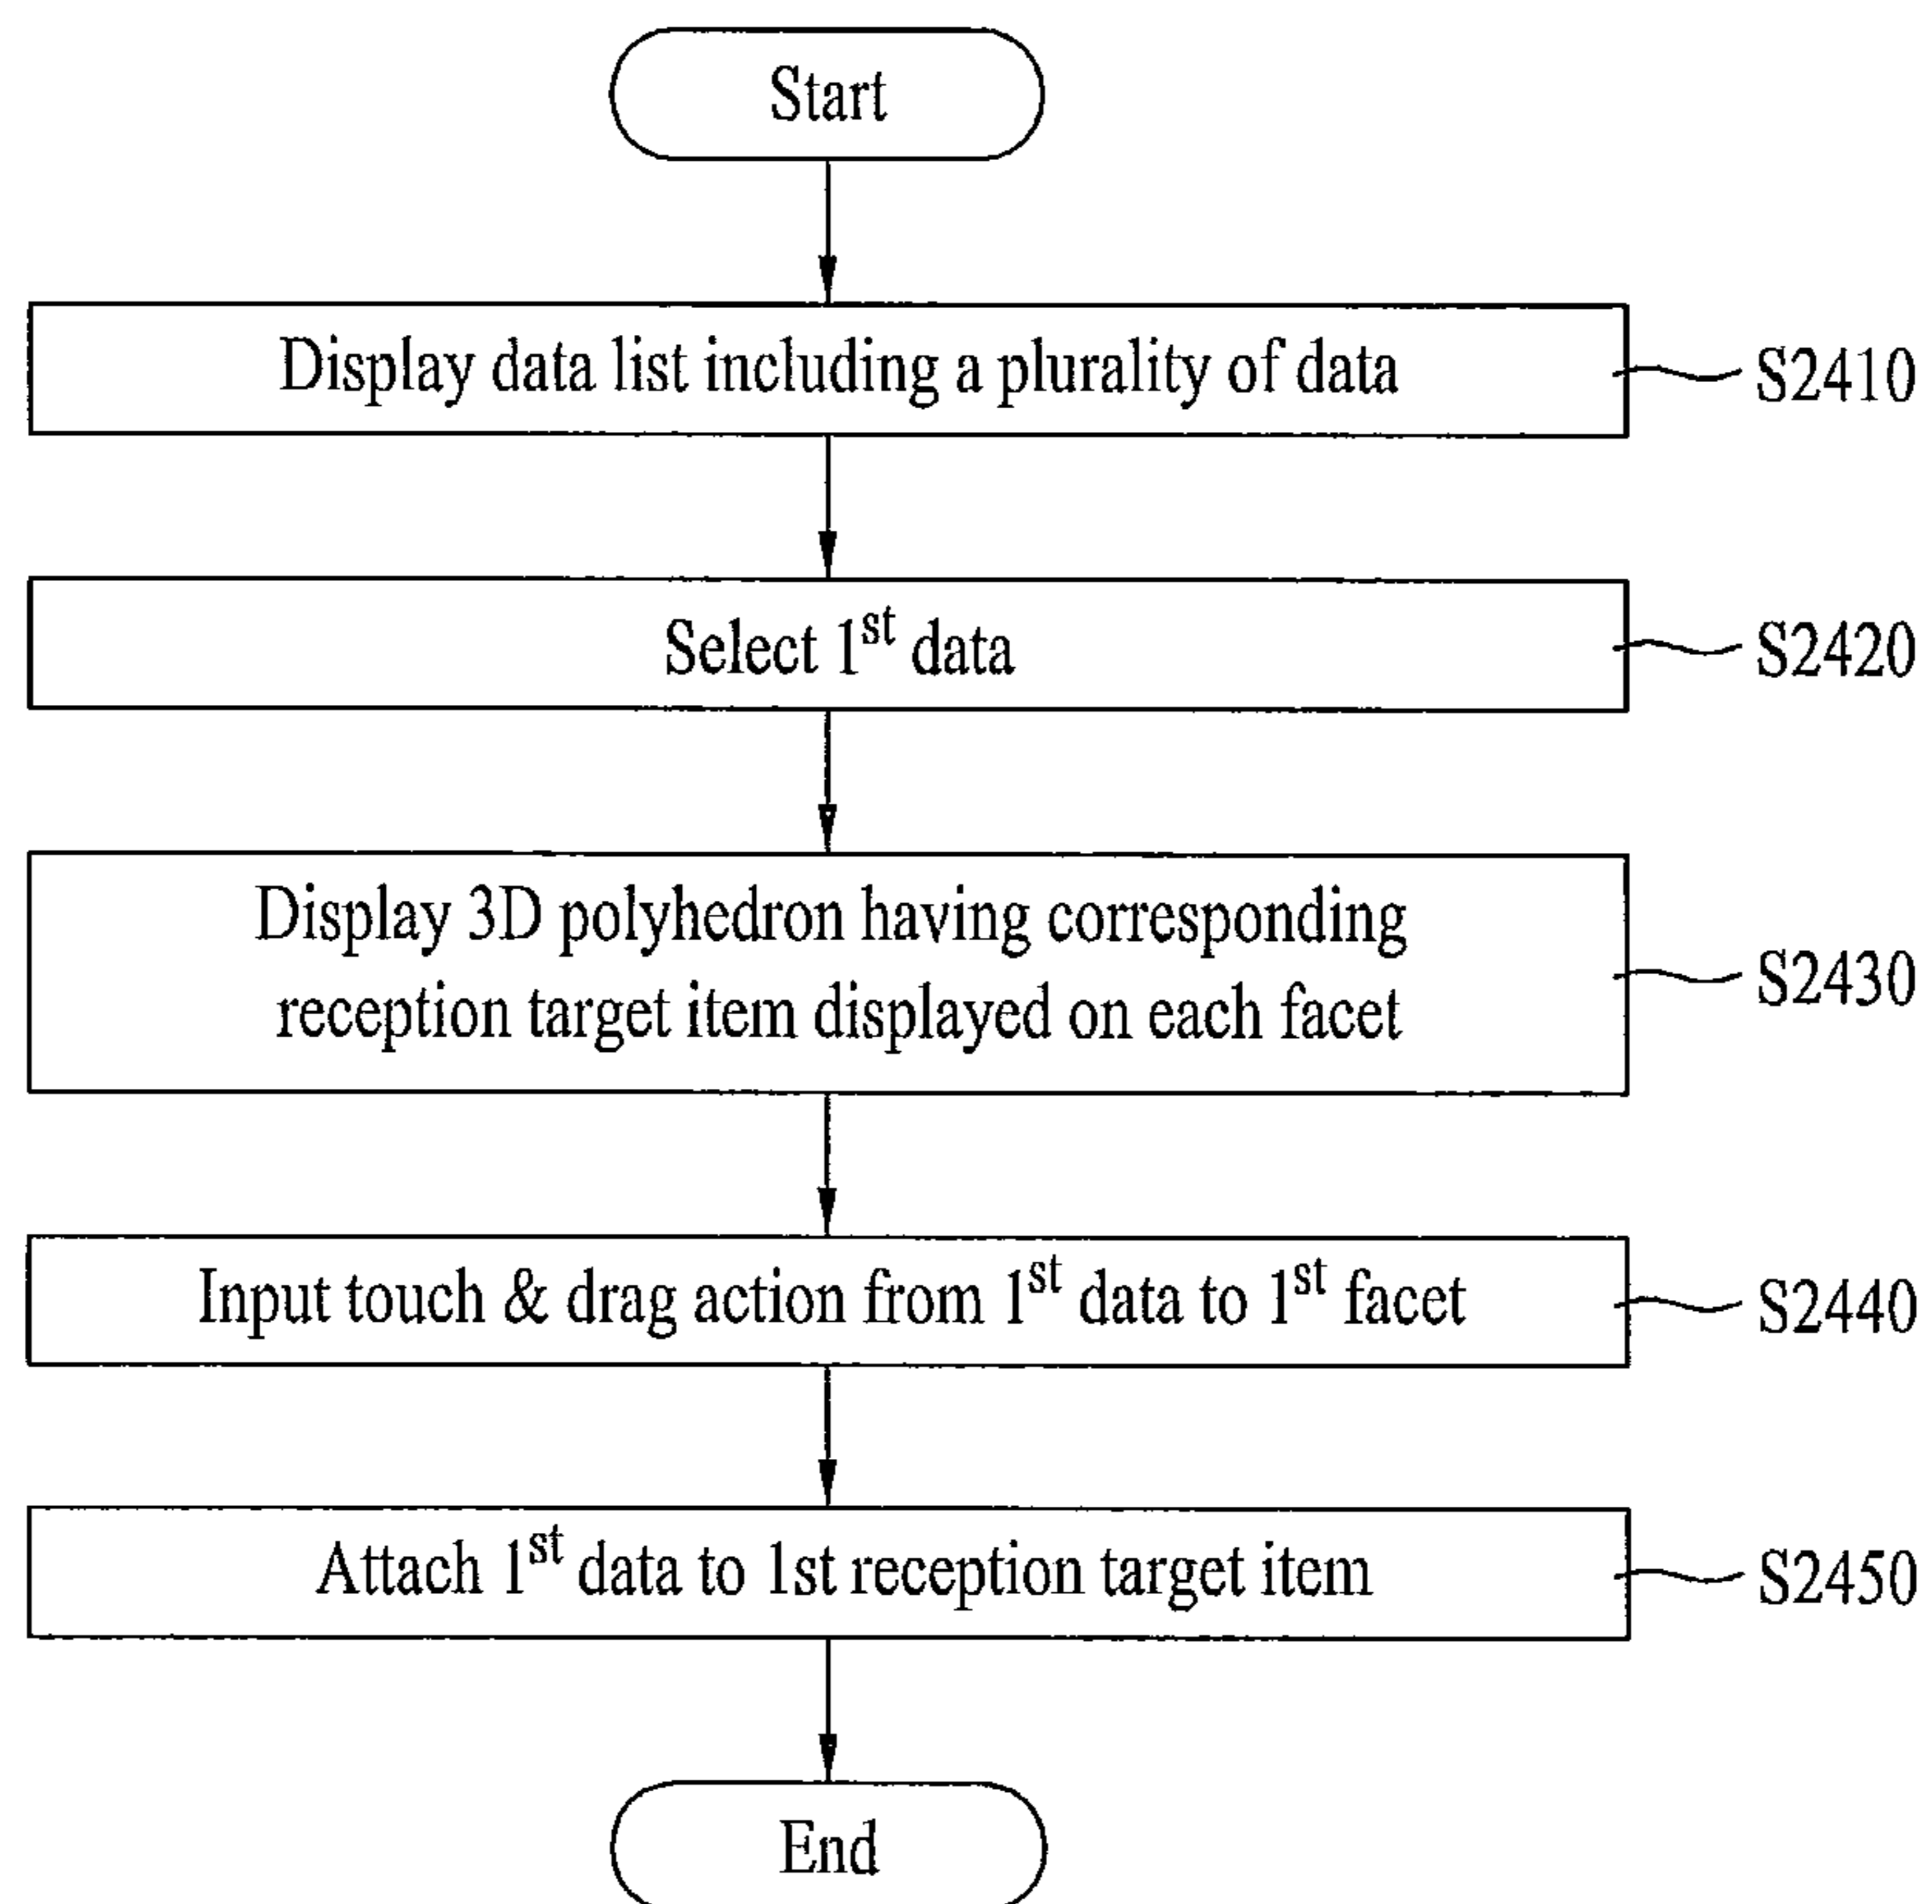 Start
Display data list including a plurality of data
S2410
Select 1st data
S2420
Display 3D polyhedron having corresponding
reception target item displayed on each facet
S2430
Input touch & drag action from 1st data to 1st facet
S2440
Attach 1st data to 1st reception target item
S2450
End